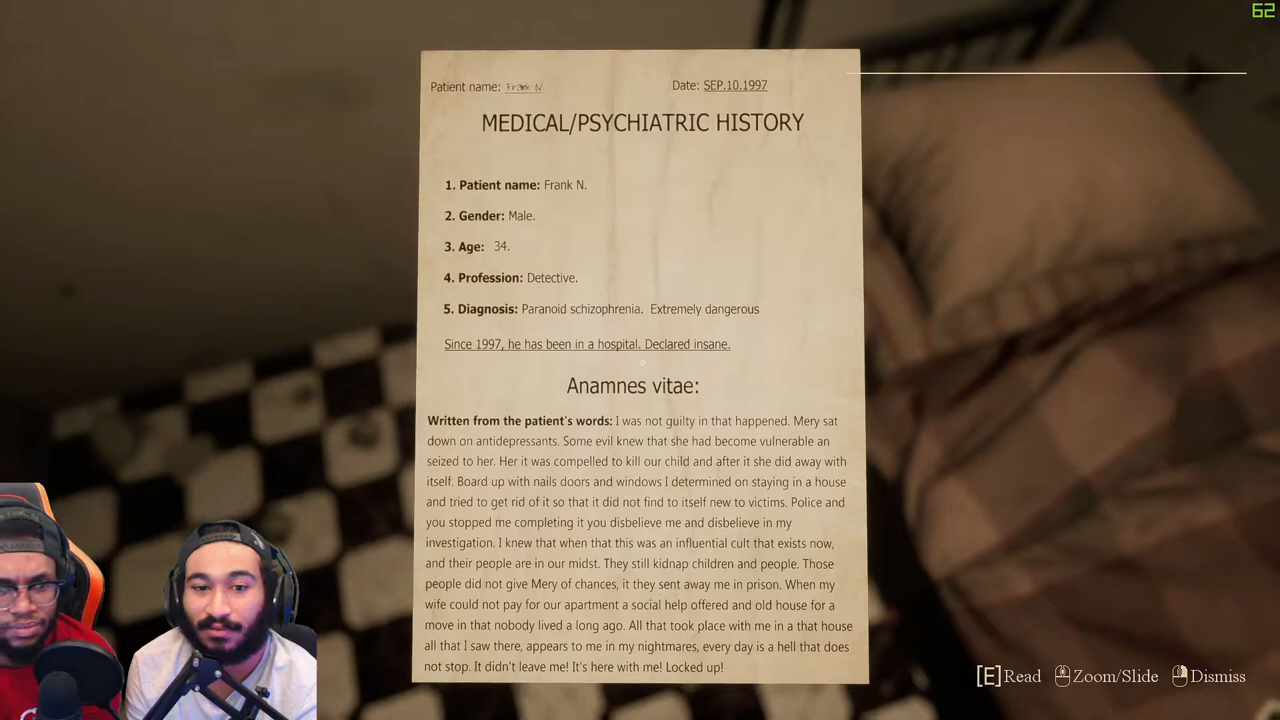 62
Patient name: Frank N. Date: SEP.10.1997
MEDICAL/PSYCHIATRIC HISTORY
1. Patient name: Frank N.
2. Gender: Male.
3. Age: 34.
4. Profession: Detective.
5. Diagnosis: Paranoid schizophrenia. Extremely dangerous
Since 1997, he has been in a hospital. Declared insane.
Anamnes vitae:
Written from the patient's words: I was not guilty in that happened. Mery sat
down on antidepressants. Some evil knew that she had become vulnerable an
seized to her. Her it was compelled to kill our child and after it she did away with
itself. Board up with nails doors and windows I determined on staying in a house
and tried to get rid of it so that it did not find to itself new to victims. Police and
you stopped me completing it you disbelieve me and disbelieve in my
investigation. I knew that when that this was an influential cult that exists now,
and their people are in our midst. They still kidnap children and people. Those
people did not give Mery of chances, it they sent away me in prison. When my
wife could not pay for our apartment a social help offered and old house for a
move in that nobody lived a long ago. All that took place with me in a that house
all that I saw there, appears to me in my nightmares, every day is a hell that does
not stop. It didn't leave me! It's here with me! Locked up!
[E]Read Zoom/Slide Dismiss